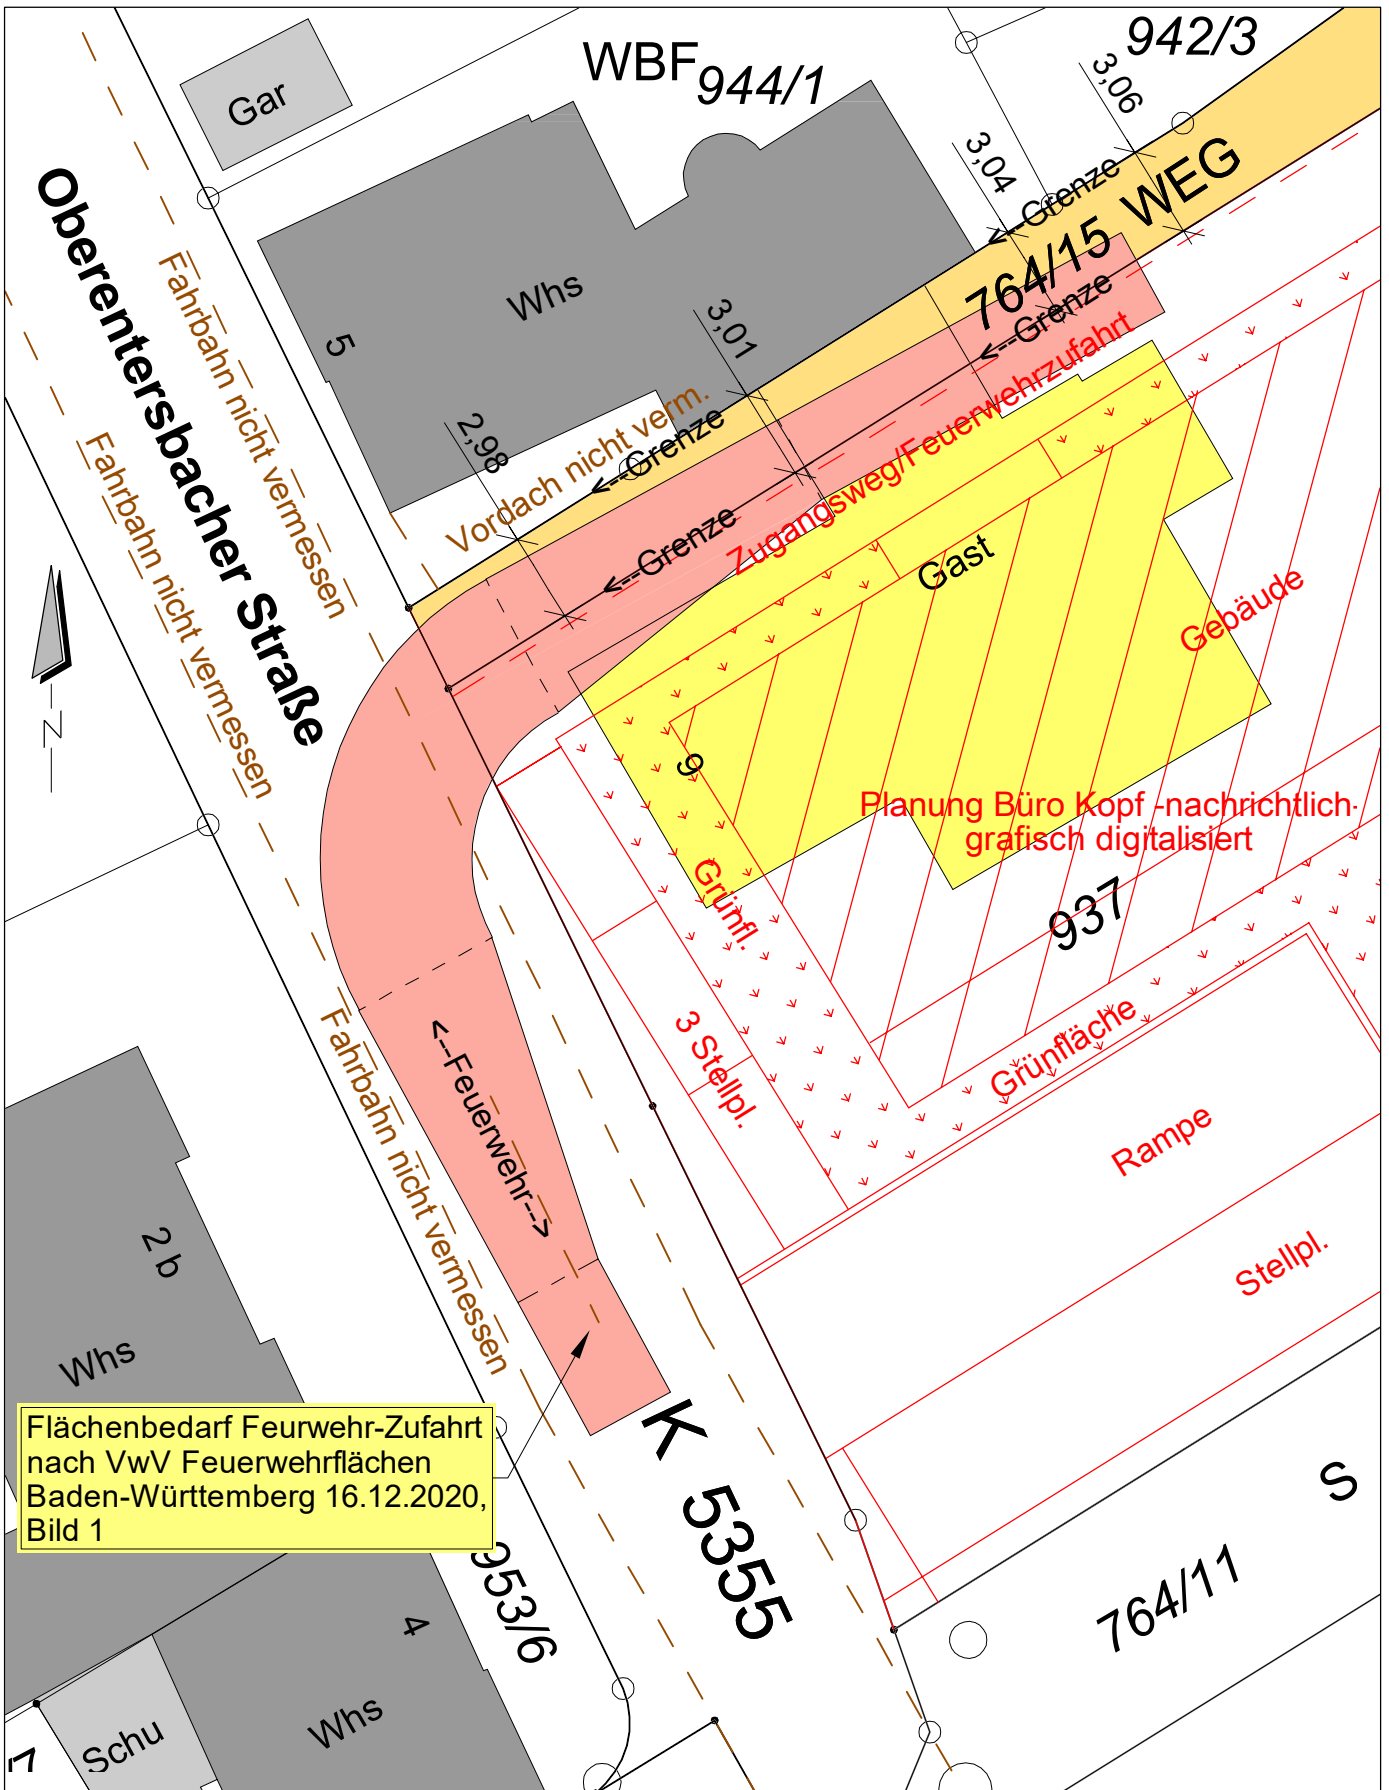 WBF
944/1
942/3
Gar
3,06
3,04
<--Grenze
764/15 WEG
Oberentersbacher Straße
Fahrbahn nicht vermessen
Whs
5
3,01
<--Grenze
Zugangsweg/Feuerwehrzufahrt
Vordach nicht verm.
2,98
<--Grenze
<--Grenze
Fahrbahn nicht vermessen
Gast
Gebäude
N
9
Planung Büro Kopf -nachrichtlich-
grafisch digitalisiert
Grünfl.
937
3 Stellpl.
Grünfläche
<--Feuerwehr-->
Fahrbahn nicht vermessen
Rampe
2 b
Stellpl.
Whs
Flächenbedarf Feurwehr-Zufahrt
nach VwV Feuerwehrflächen
Baden-Württemberg 16.12.2020,
Bild 1
K 5355
S
953/6
764/11
4
Whs
Schu